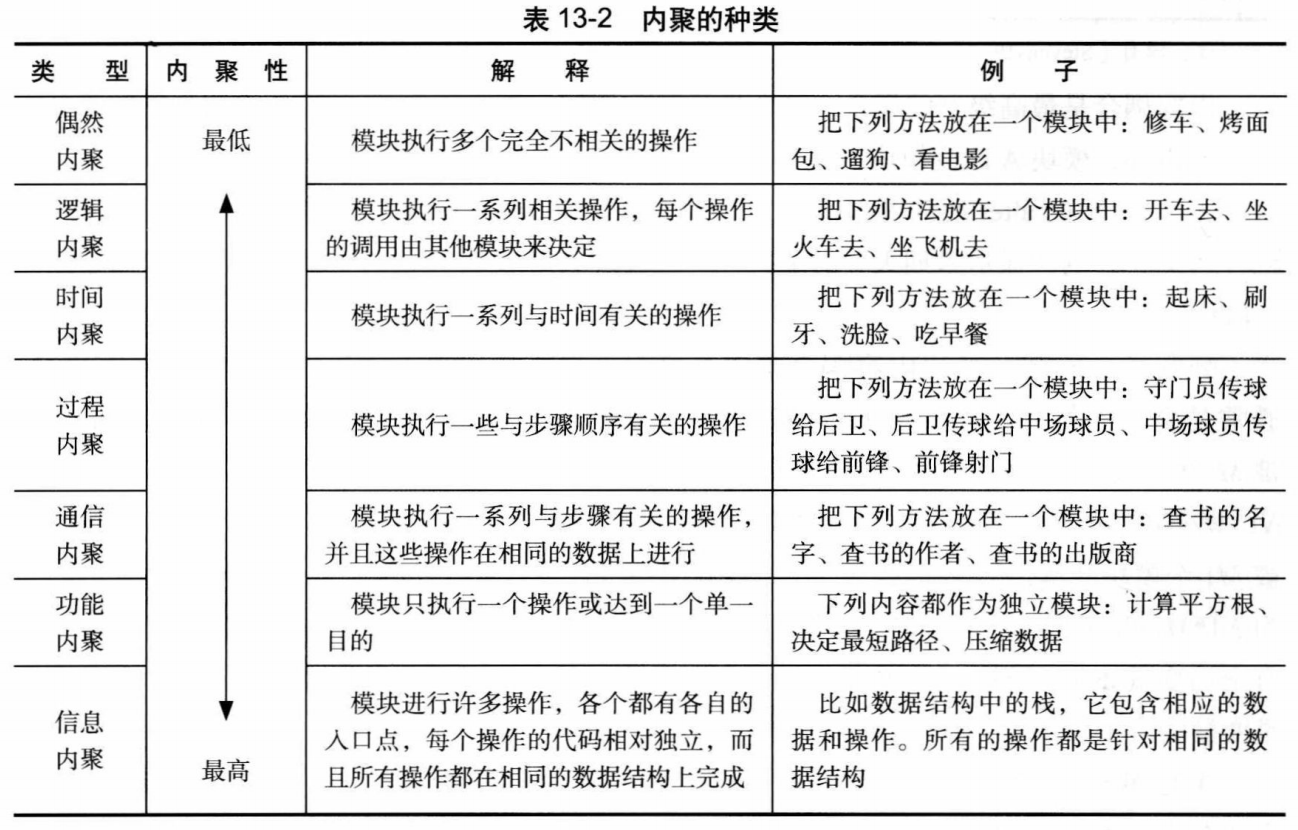 表 13-2 内聚的种类
类 型 内 聚 性 解 释 例 子
偶然
内聚
最低
模块执行多个完全不相关的操作
把下列方法放在一个模块中：修车、烤面
包、遛狗、看电影
逻辑
内聚
模块执行一系列相关操作，每个操作
的调用由其他模块来决定
把下列方法放在一个模块中：开车去、坐
火车去、坐飞机去
时间
内聚
模块执行一系列与时间有关的操作
把下列方法放在一个模块中：起床、刷
牙、洗脸、吃早餐
过程
内聚
模块执行一些与步骤顺序有关的操作
把下列方法放在一个模块中：守门员传球
给后卫、后卫传球给中场球员、中场球员传
球给前锋、前锋射门
通信
内聚
模块执行一系列与步骤有关的操作，
并且这些操作在相同的数据上进行
把下列方法放在一个模块中：查书的名
字、查书的作者、查书的出版商
功能
内聚
模块只执行一个操作或达到一个单一
目的
下列内容都作为独立模块：计算平方根、
决定最短路径、压缩数据
信息
内聚
最高
模块进行许多操作，各个都有各自的
入口点，每个操作的代码相对独立，而
且所有操作都在相同的数据结构上完成
比如数据结构中的栈，它包含相应的数
据和操作。所有的操作都是针对相同的数
据结构